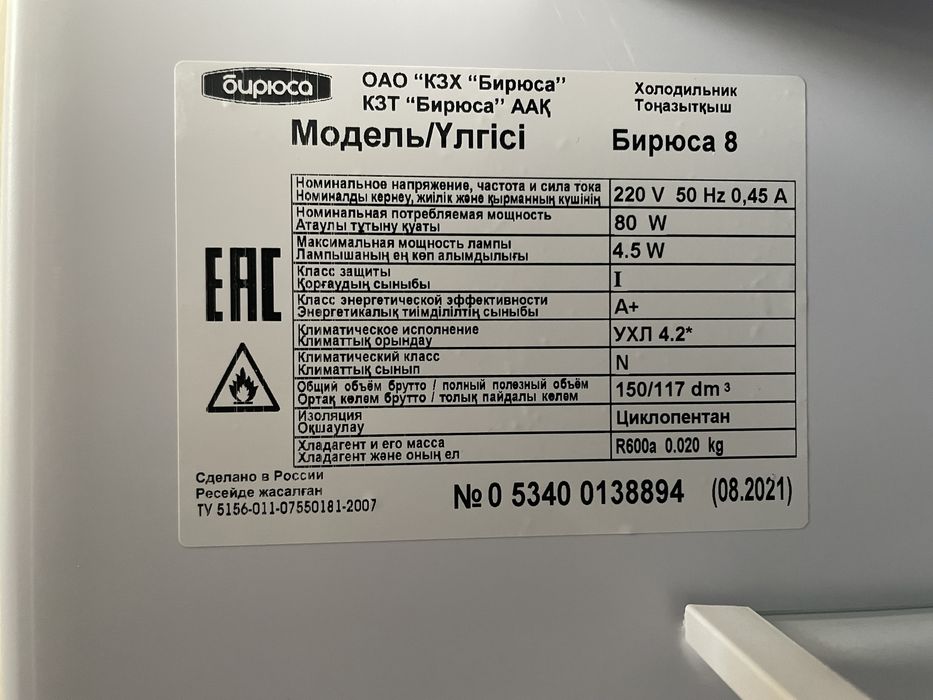 бирюса
ОАО “КЗХ “Бирюса”
КЗТ “Бирюса” ААҚ
Холодильник
Тоңазытқыш
Модель/Үлгісі Бирюса 8
Номинальное напряжение, частота и сила тока
Номиналды кернеу, жиілік және қырманның күшінің
220 V 50 Hz 0,45 A
Номинальная потребляемая мощность
Атаулы тұтыну қуаты
80 W
Максимальная мощность лампы
Лампышаның ең көп алымдылығы
4.5 W
Класс защиты
Қорғаудың сыныбы
I
Класс энергетической эффективности
Энергетикалық тиімділілтің сыныбы
A+
Климатическое исполнение
Климаттық орындау
УХЛ 4.2*
Климатический класс
Климаттық сынып
N
Общий объём брутто / полный полезный объём
Ортақ көлем брутто / толық пайдалы көлем
150/117 dm³
Изоляция
Оқшаулау
Циклопентан
Хладагент и его масса
Хладагент және оның ел
R600a 0.020 kg
EAC
Сделано в России
Ресейде жасалған
ТУ 5156-011-07550181-2007
№ 0 5340 0138894 (08.2021)